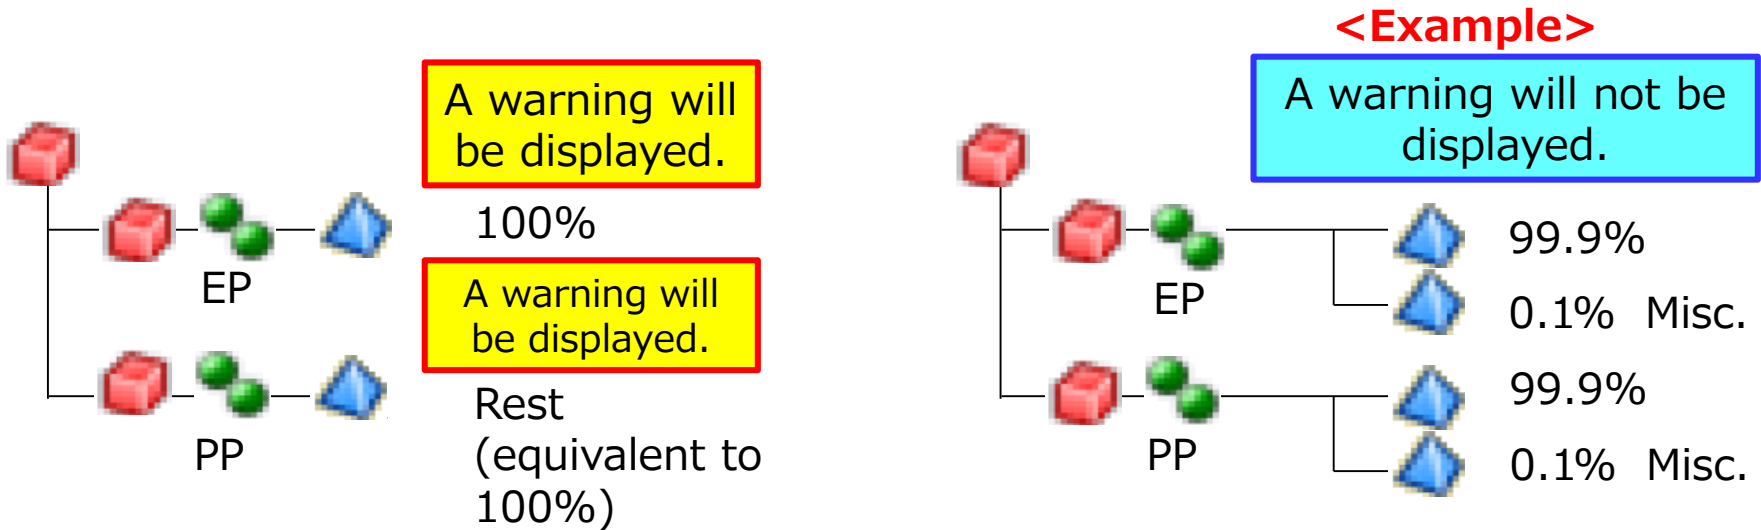 A warning will
be displayed.
100%
EP
A warning will
be displayed.
PP
Rest
(equivalent to
100%)
<Example>
A warning will not be
displayed.
99.9%
EP
0.1% Misc.
99.9%
PP
0.1% Misc.